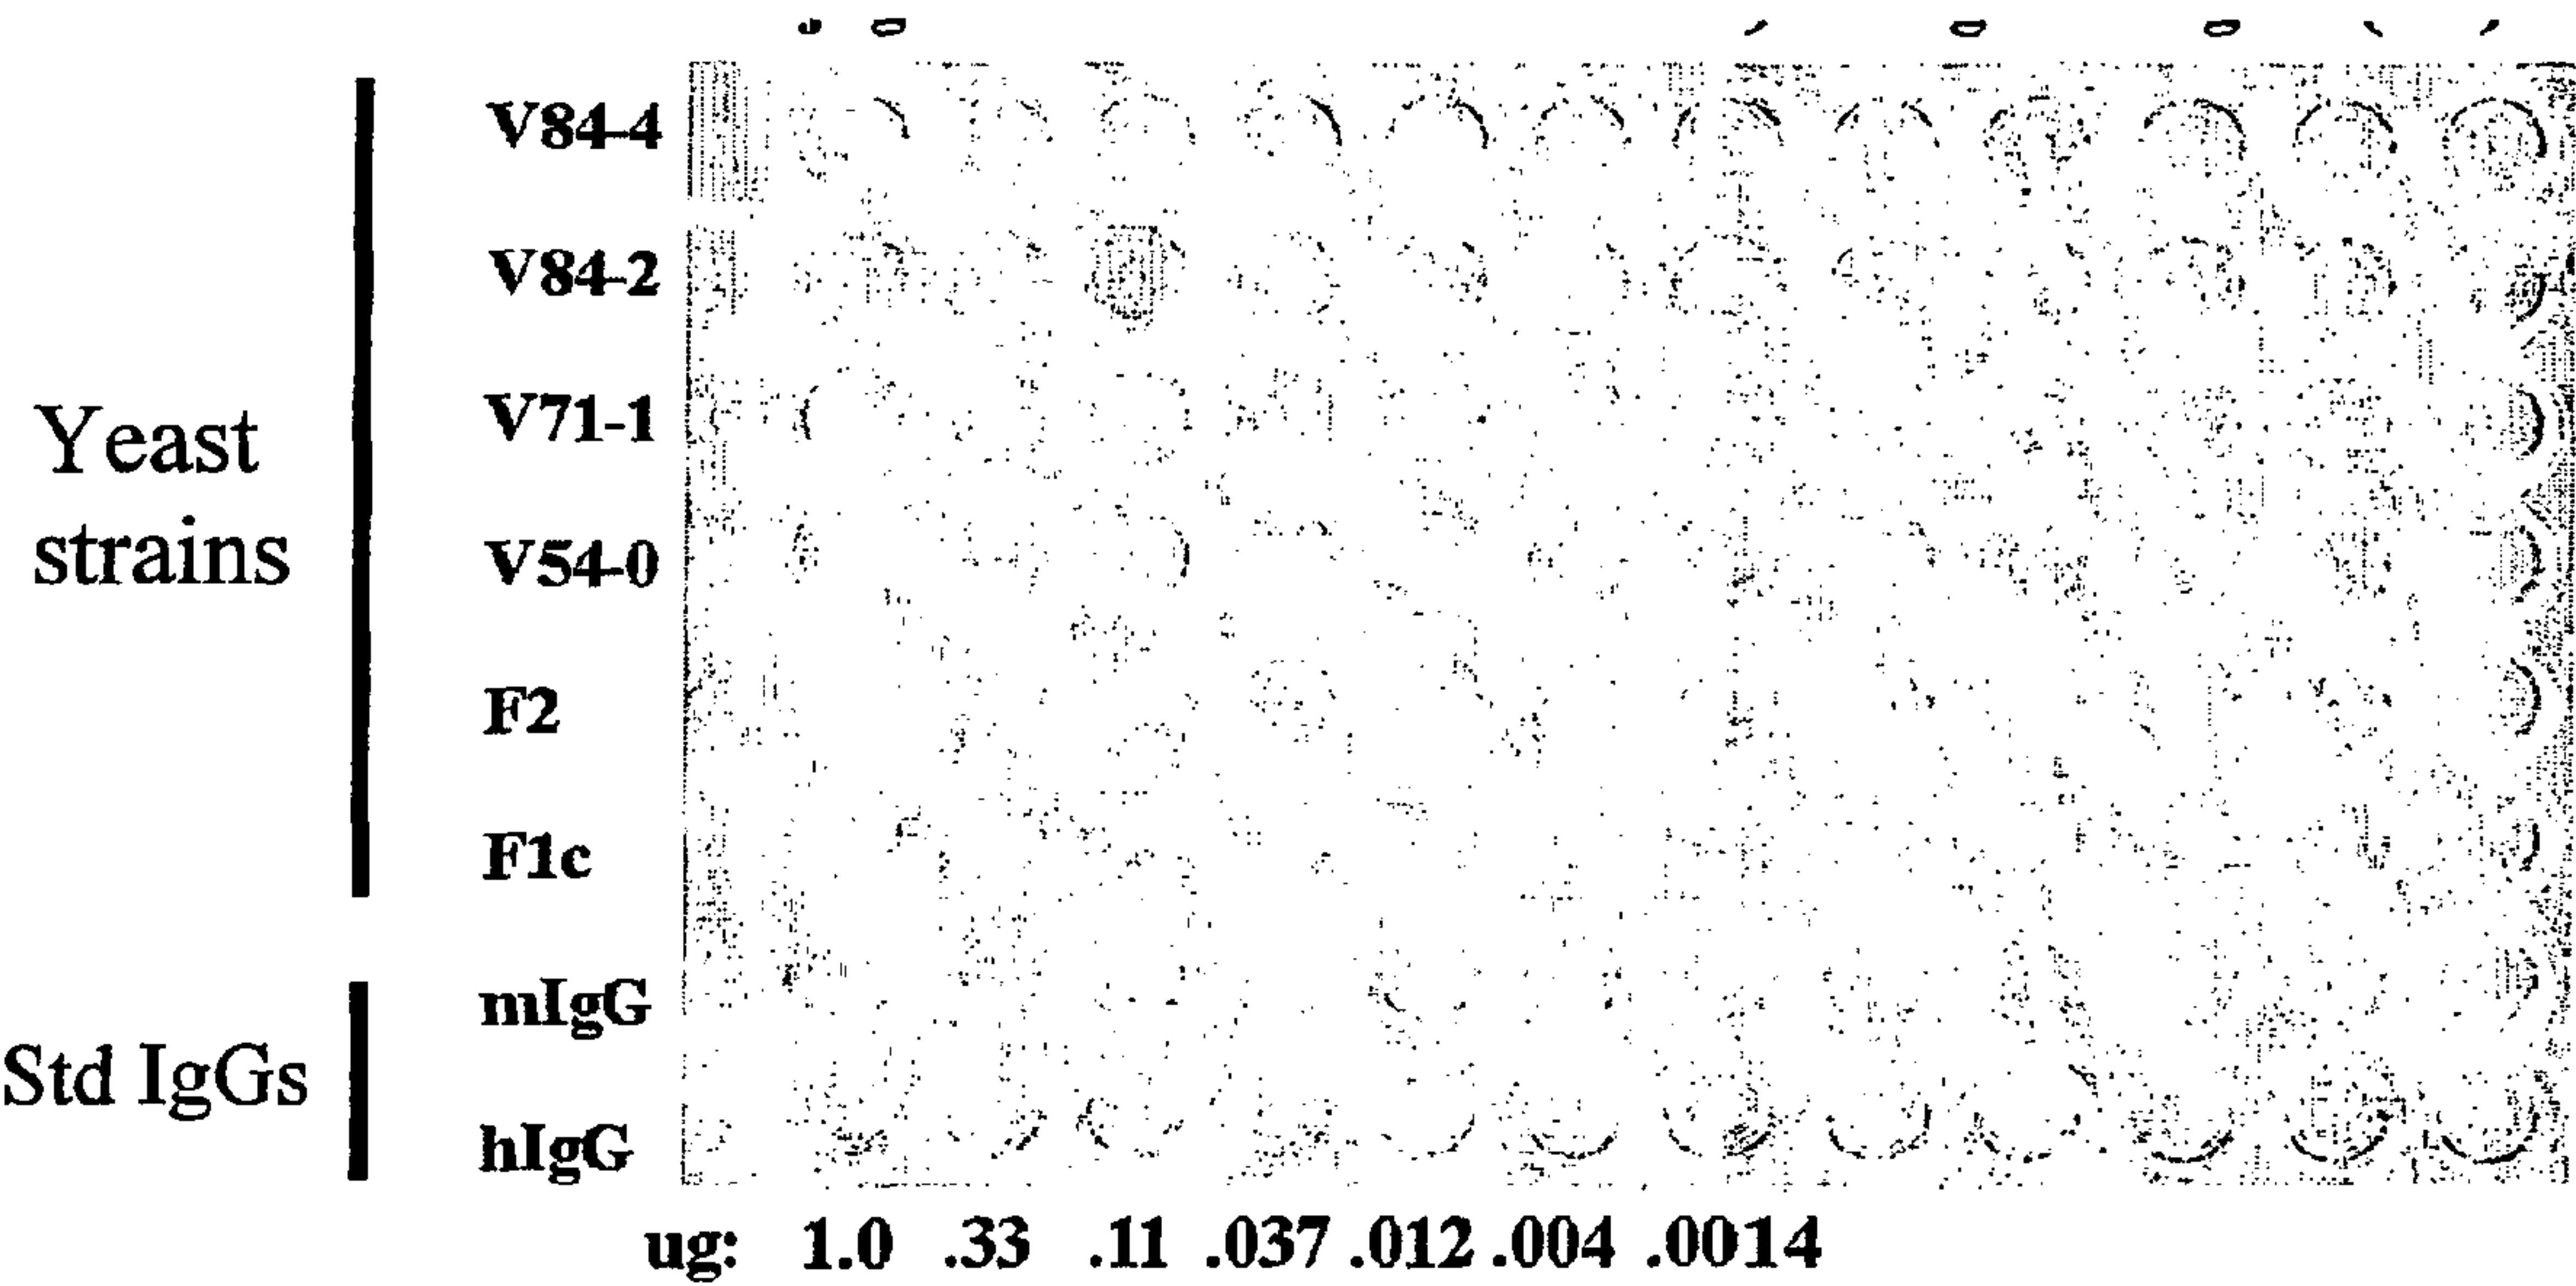 V84-4
V84-2
V71-1
Yeast
strains
V54-0
F2
F1c
mIgG
Std IgGs
hIgG
ug: 1.0 .33 .11 .037 .012 .004 .0014